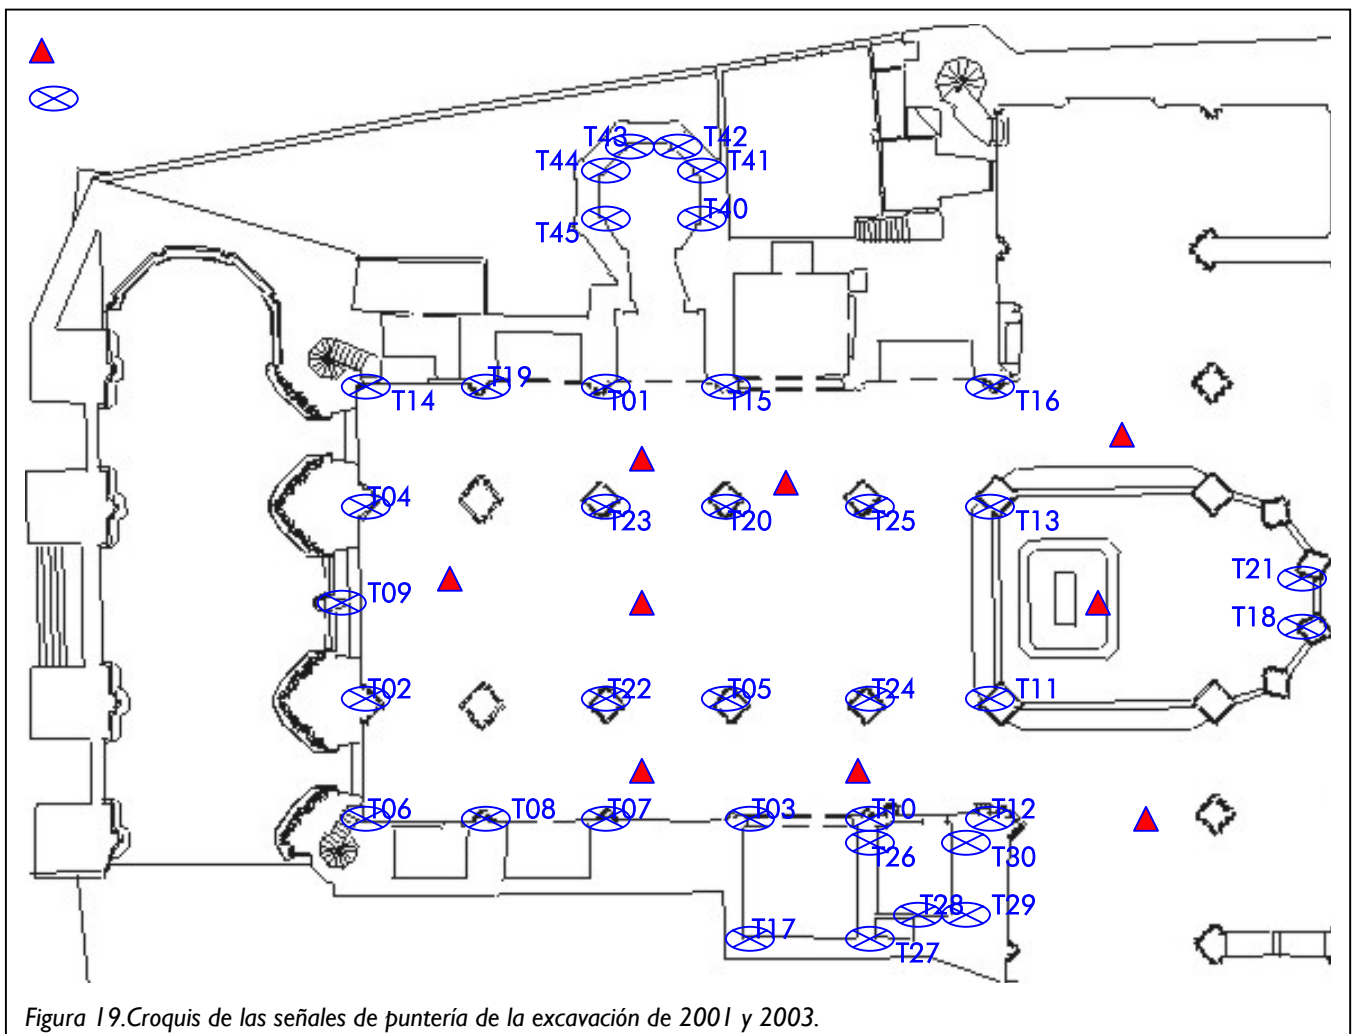 T43 T42
T44 T41
T45 T40
T19
T14 T01 T15 T16
T04
T23 T20 T25 T13
T21
T09
T18
T02 T22 T05 T24 T11
T06 T08 T07 T03 T10 T12
T26 T30
T28 T29
T17
T27
Figura 19.Croquis de las señales de puntería de la excavación de 2001 y 2003.